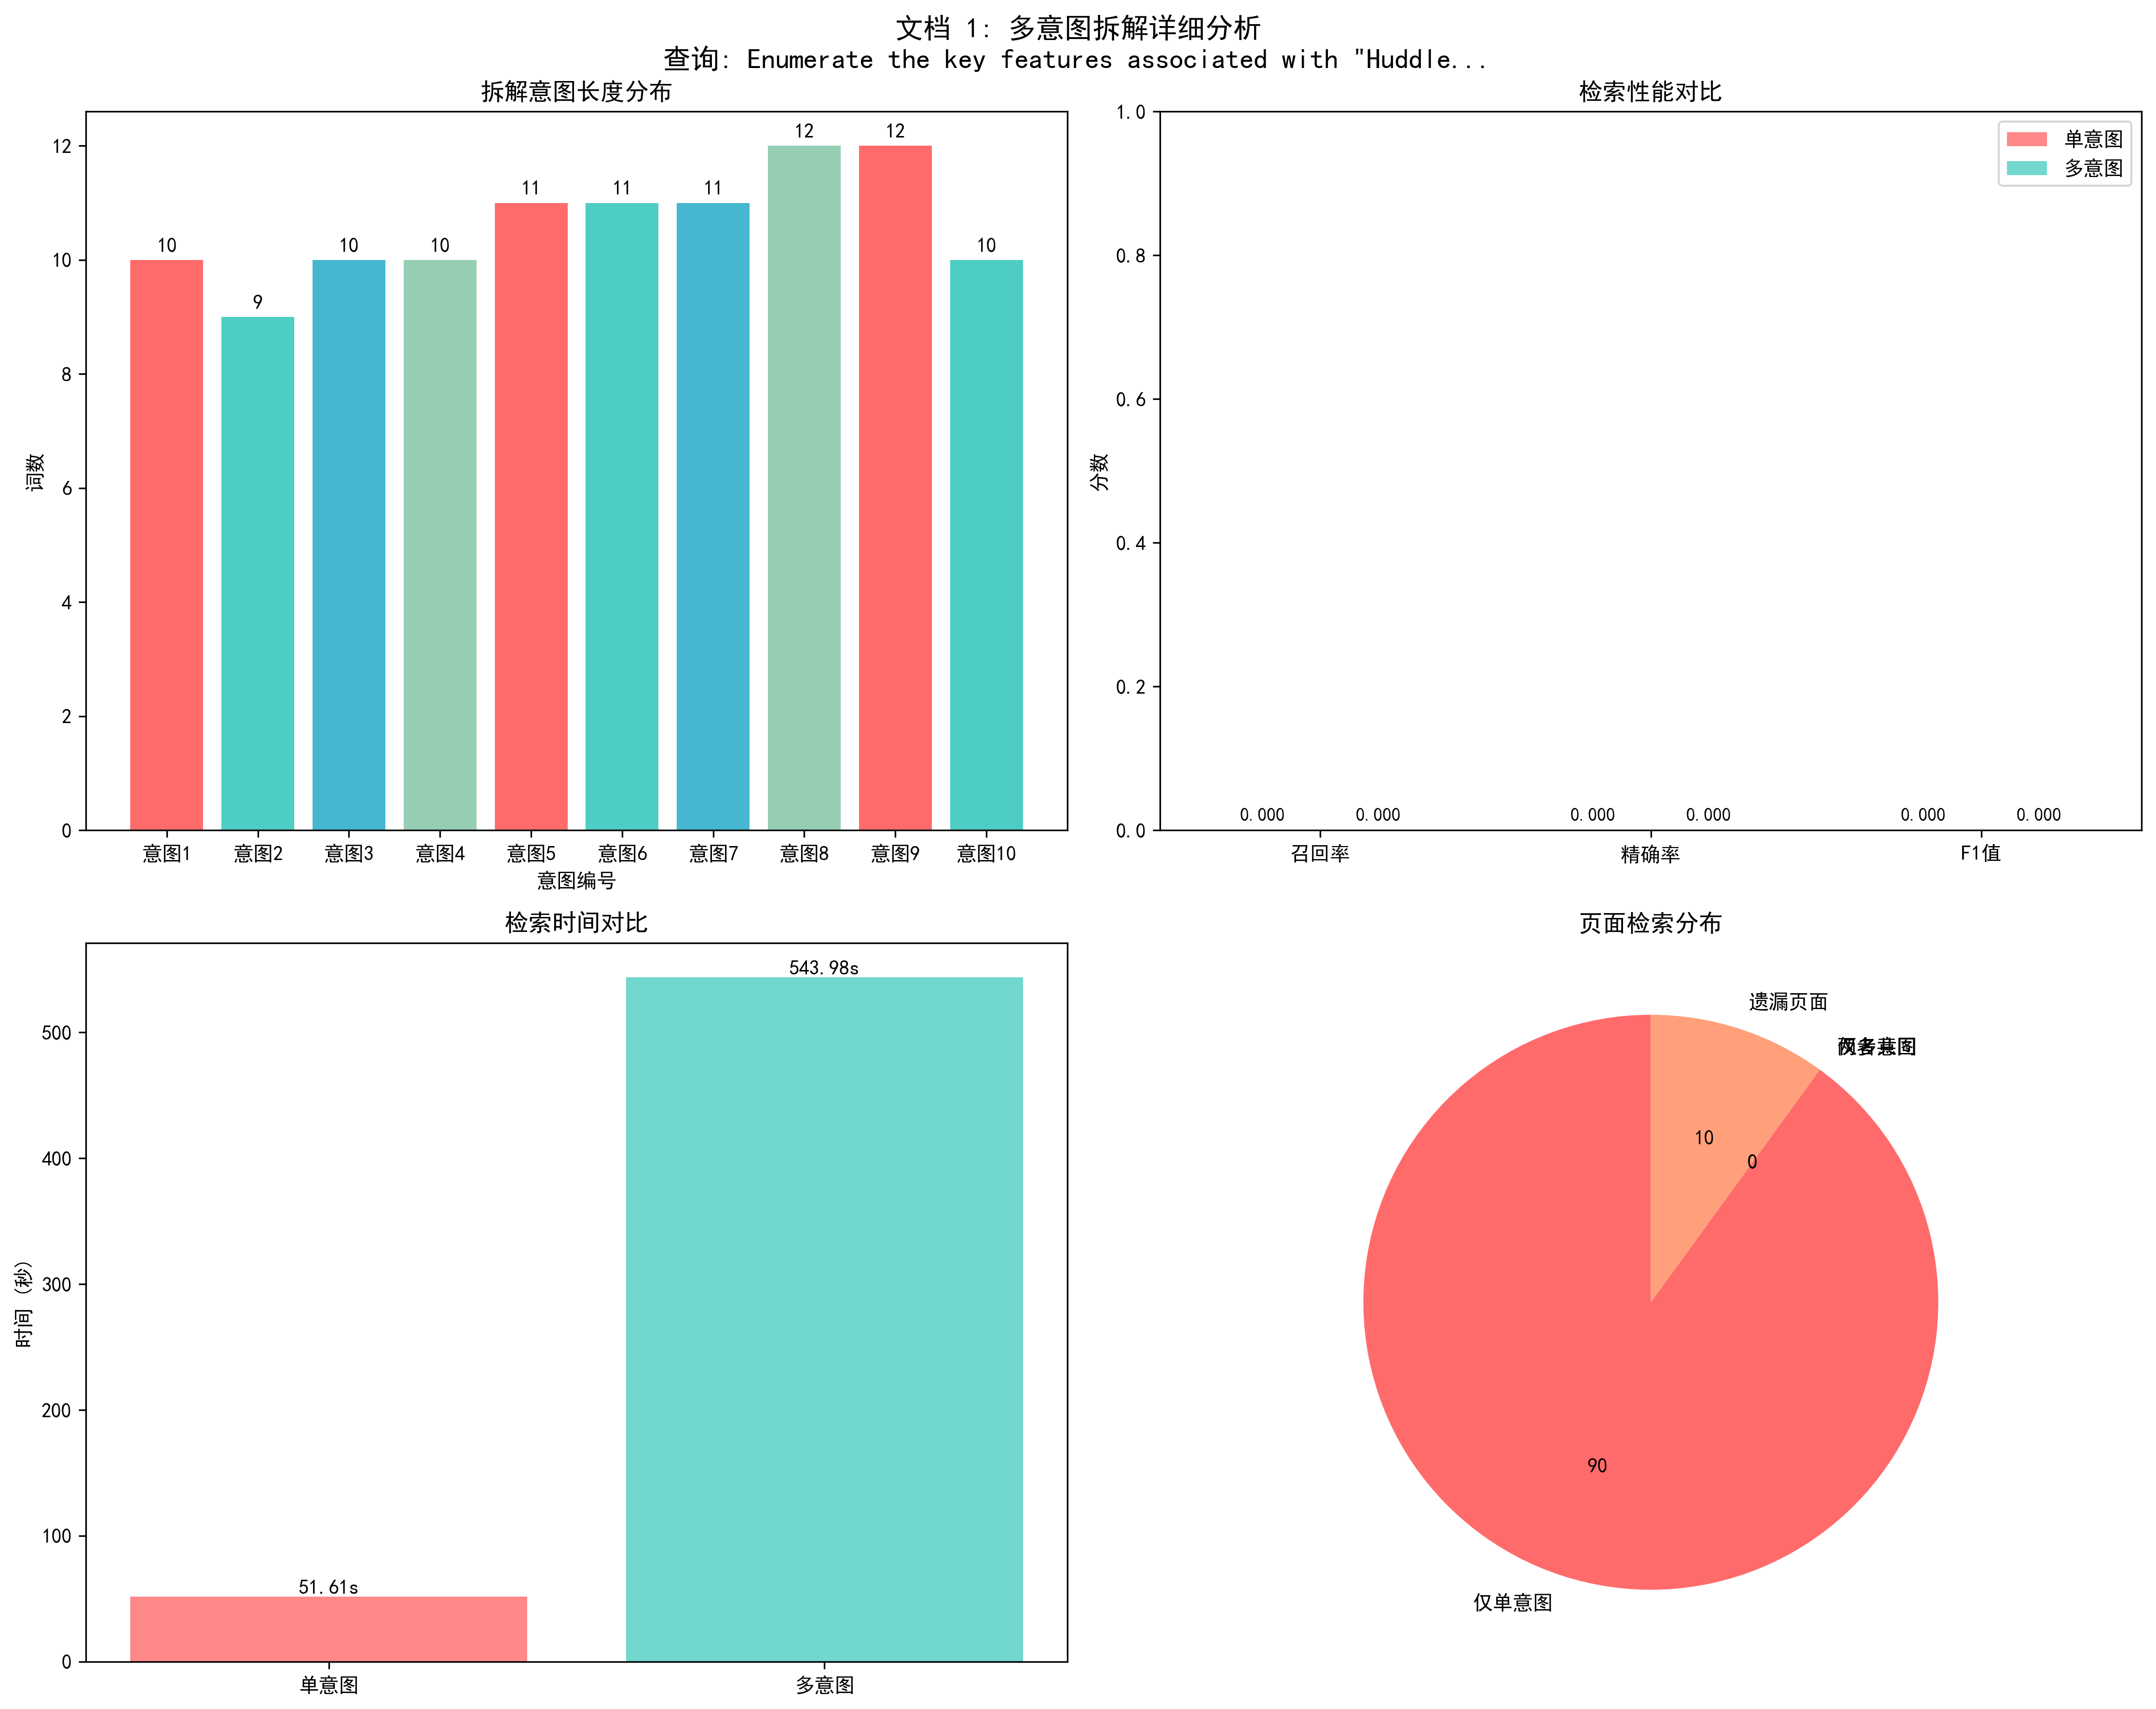 文档 1: 多意图拆解详细分析
查询: Enumerate the key features associated with "Huddle...
拆解意图长度分布
词数
12
10
8
6
4
2
0
10
9
10
10
11
11
11
12
12
10
意图1
意图2
意图3
意图4
意图5
意图6
意图7
意图8
意图9
意图10
意图编号
检索性能对比
分数
1.0
0.8
0.6
0.4
0.2
0.0
单意图
多意图
0.000
0.000
0.000
0.000
0.000
0.000
召回率
精确率
F1值
检索时间对比
时间 (秒)
500
400
300
200
100
0
51.61s
543.98s
单意图
多意图
页面检索分布
遗漏页面
10
0
90
仅单意图